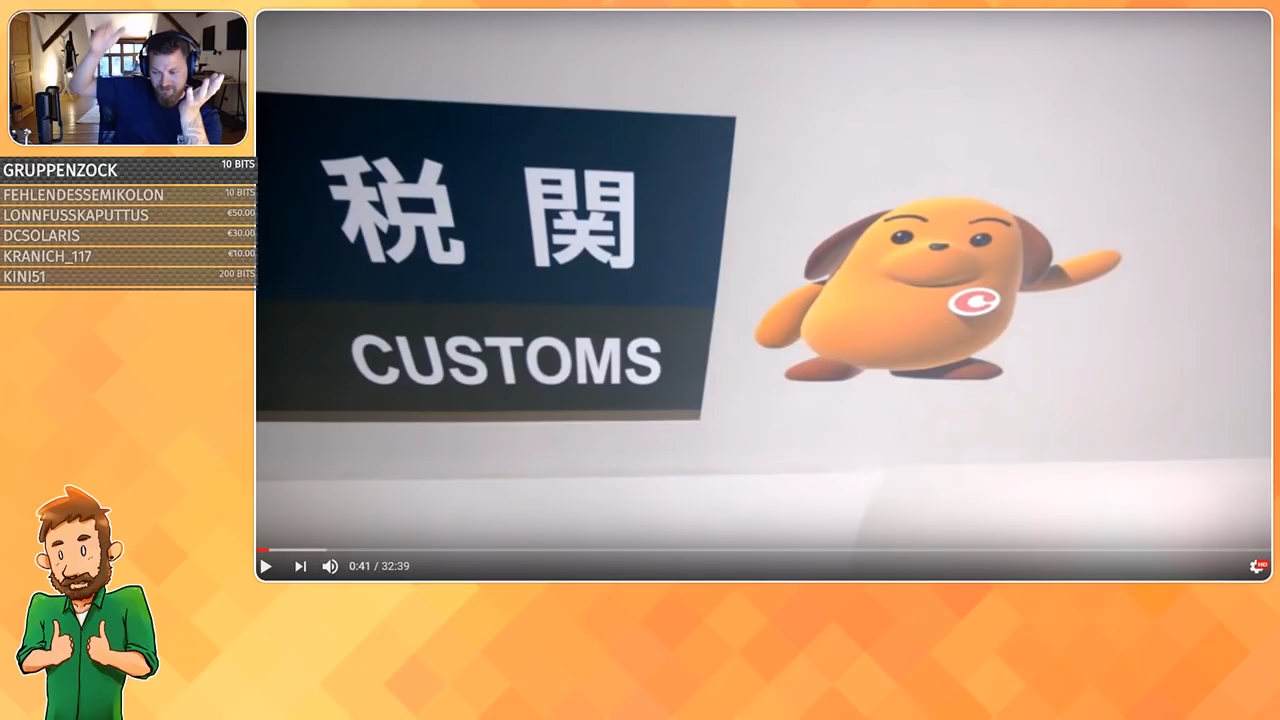 GRUPPENZOCK 10 BITS
FEHLENDESSEMIKOLON 10 BITS
LONNFUSSKAPUTTUS €50.00
DCSOLARIS €30.00
KRANICH_117 €10.00
KINI51 200 BITS
税関
CUSTOMS
C
0:41 / 32:39
HD